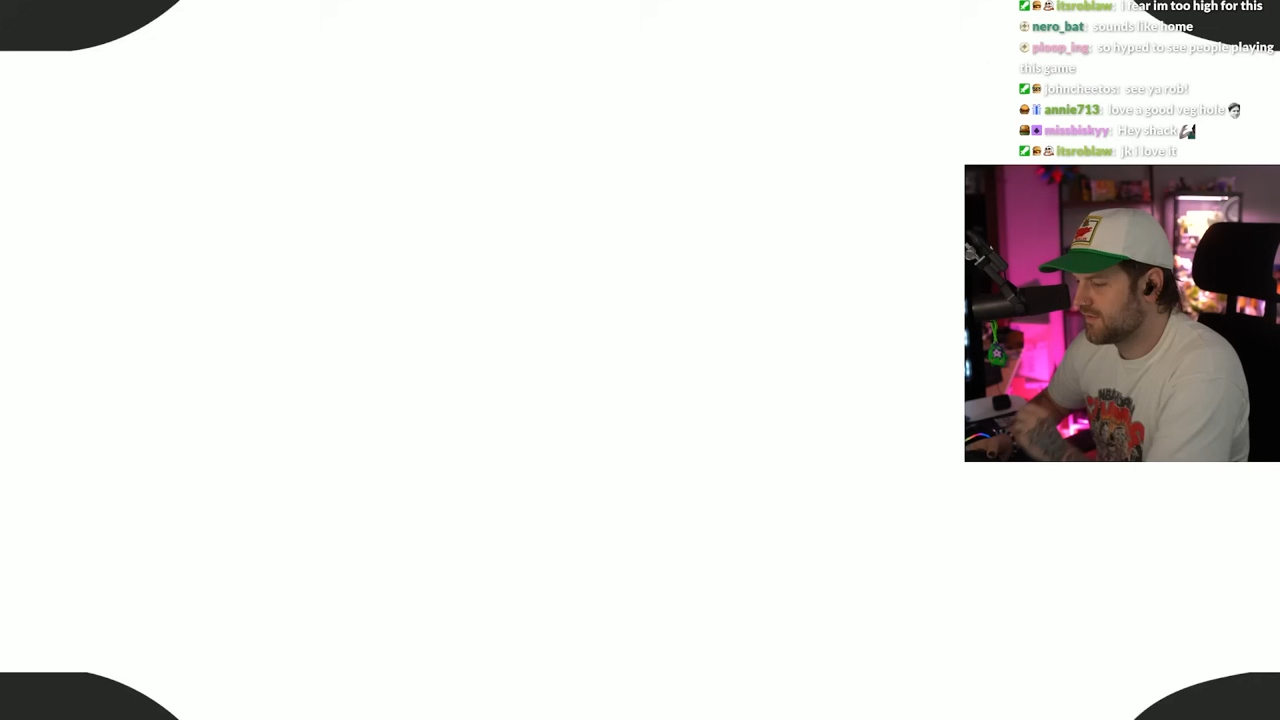 itsroblaw: I fear im too high for this
nero_bat: sounds like home
ploop_ing: so hyped to see people playing
this game
johncheetos: see ya rob!
annie713: love a good veg hole
missbiskyy: Hey shack
itsroblaw: jk i love it